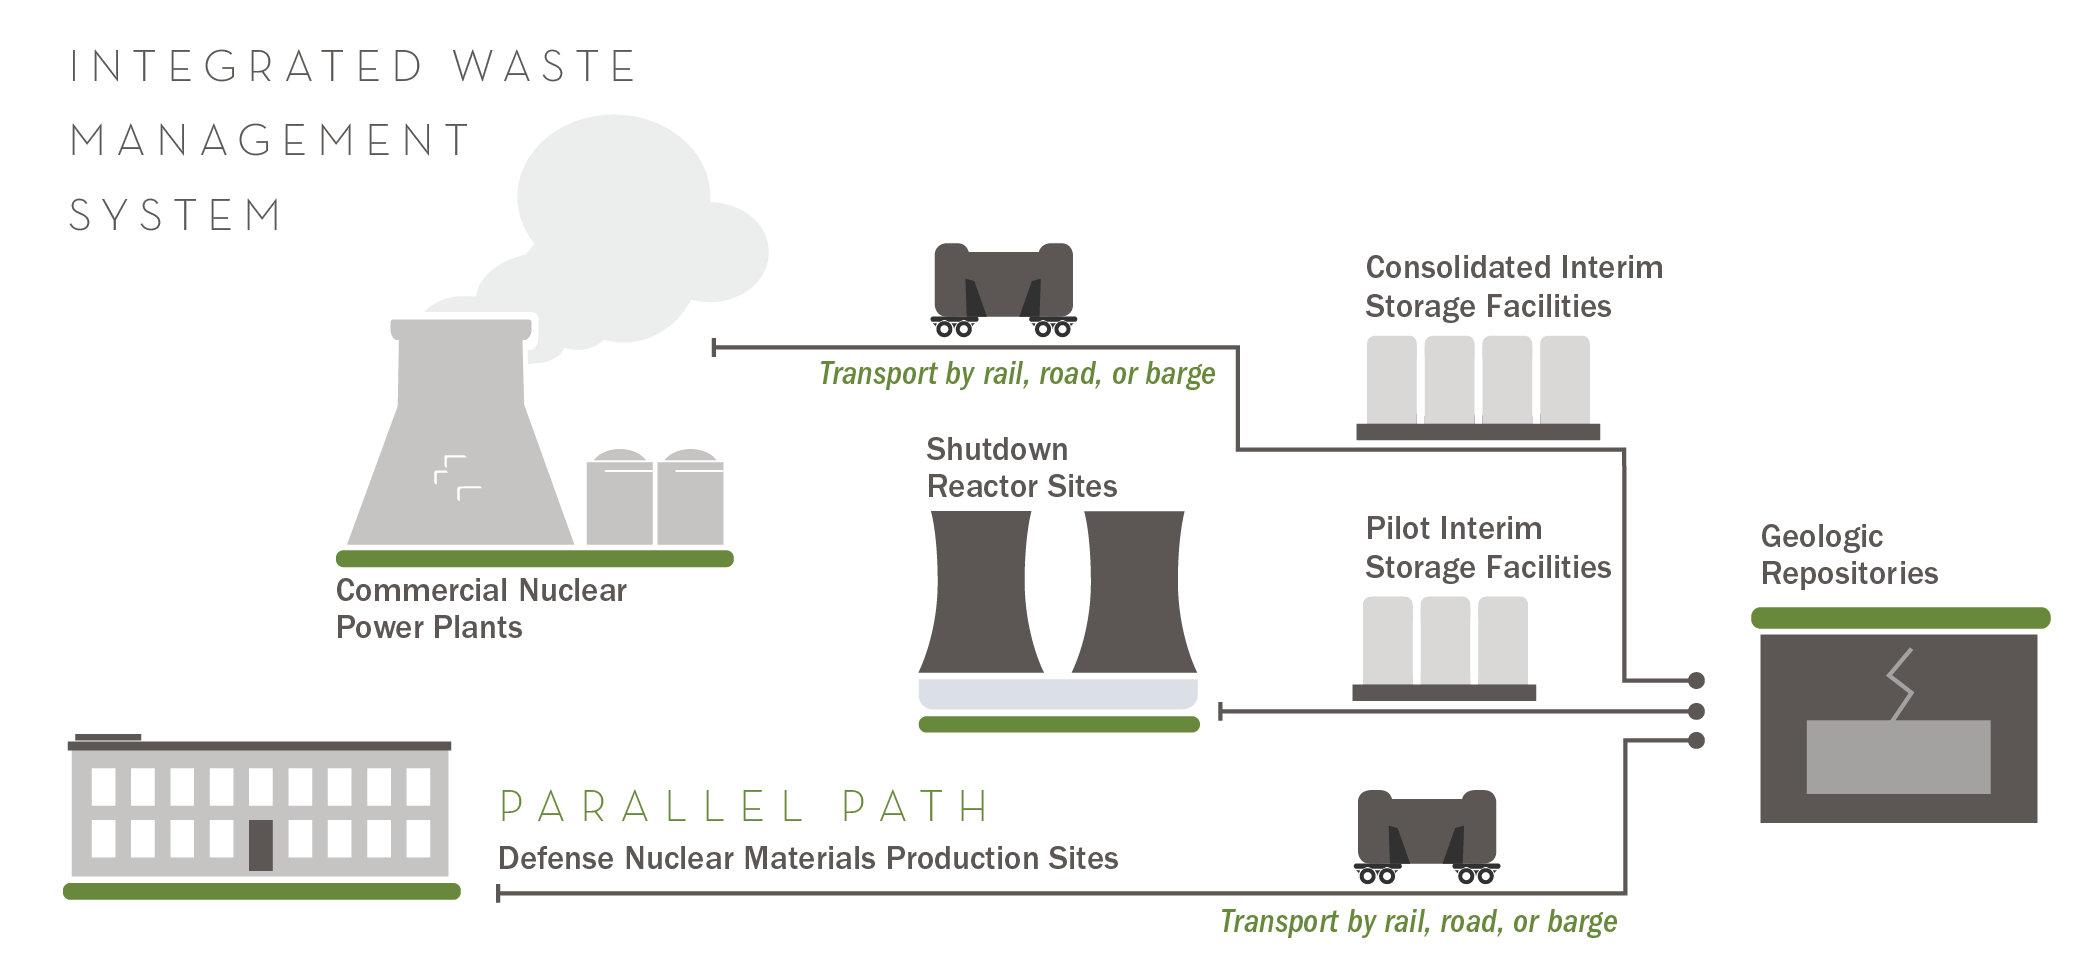 INTEGRATED WASTE
MANAGEMENT
SYSTEM
Transport by rail, road, or barge
Consolidated Interim
Storage Facilities
Shutdown
Reactor Sites
Pilot Interim
Storage Facilities
Geologic
Repositories
Commercial Nuclear
Power Plants
PARALLEL PATH
Defense Nuclear Materials Production Sites
Transport by rail, road, or barge